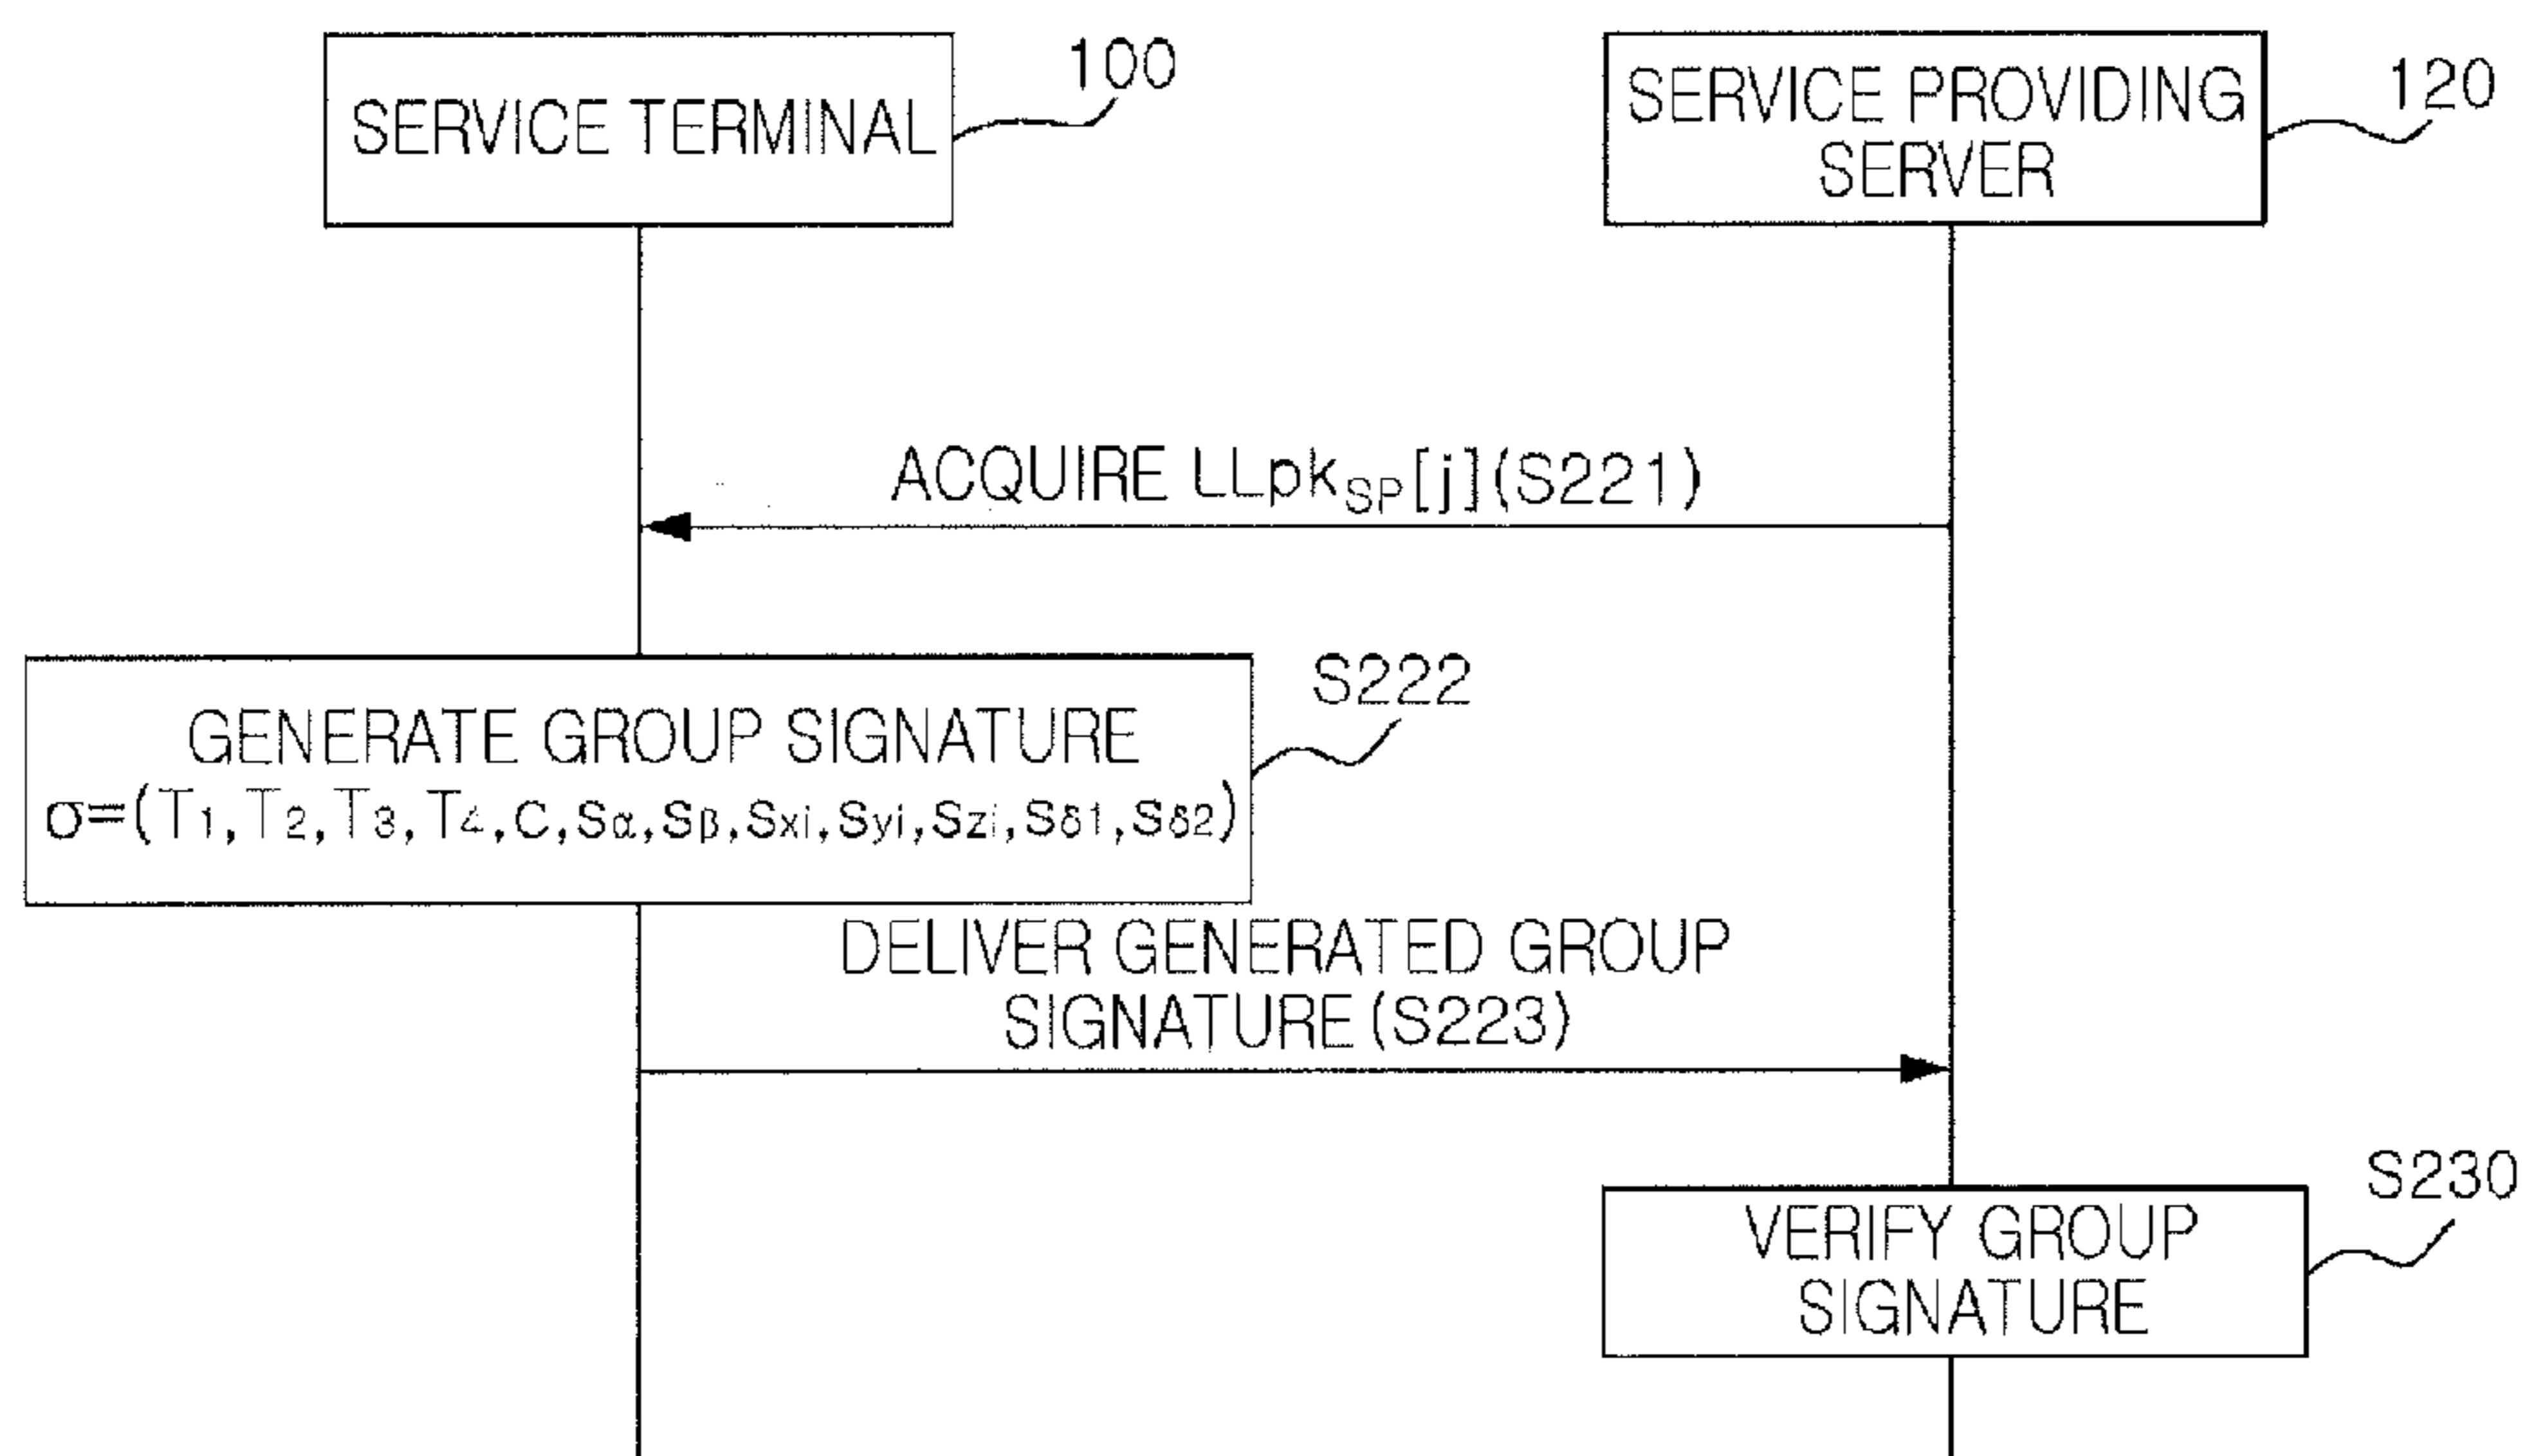 SERVICE TERMINAL
100
SERVICE PROVIDING
SERVER
120
ACQUIRE LLpkSP[j](S221)
S222
GENERATE GROUP SIGNATURE
σ=(T1,T2,T3,T4,C,Sα,Sβ,Sxi,Syi,Szi,Sδ1,Sδ2)
DELIVER GENERATED GROUP
SIGNATURE(S223)
S230
VERIFY GROUP
SIGNATURE